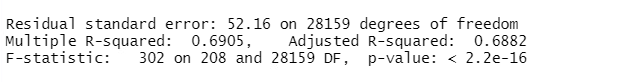 Residual standard error: 52.16 on 28159 degrees of freedom
Multiple R-squared:  0.6905,    Adjusted R-squared:  0.6882
F-statistic:   302 on 208 and 28159 DF,  p-value: < 2.2e-16